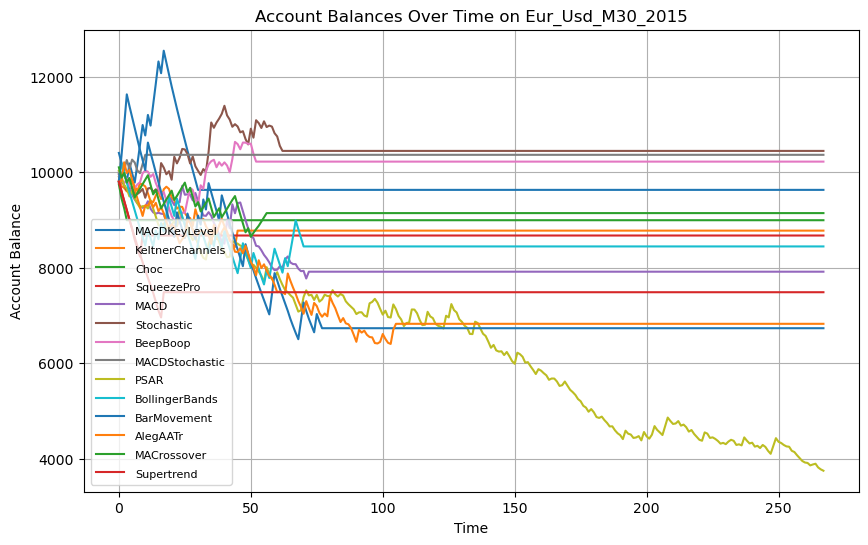 Account Balances Over Time on Eur_Usd_M30_2015
12000
10000
8000
6000
4000
Account Balance
MACDKeyLevel
KeltnerChannels
Choc
SqueezePro
MACD
Stochastic
BeepBoop
MACDStochastic
PSAR
BollingerBands
BarMovement
AlegAATr
MACrossover
Supertrend
0 50 100 150 200 250
Time